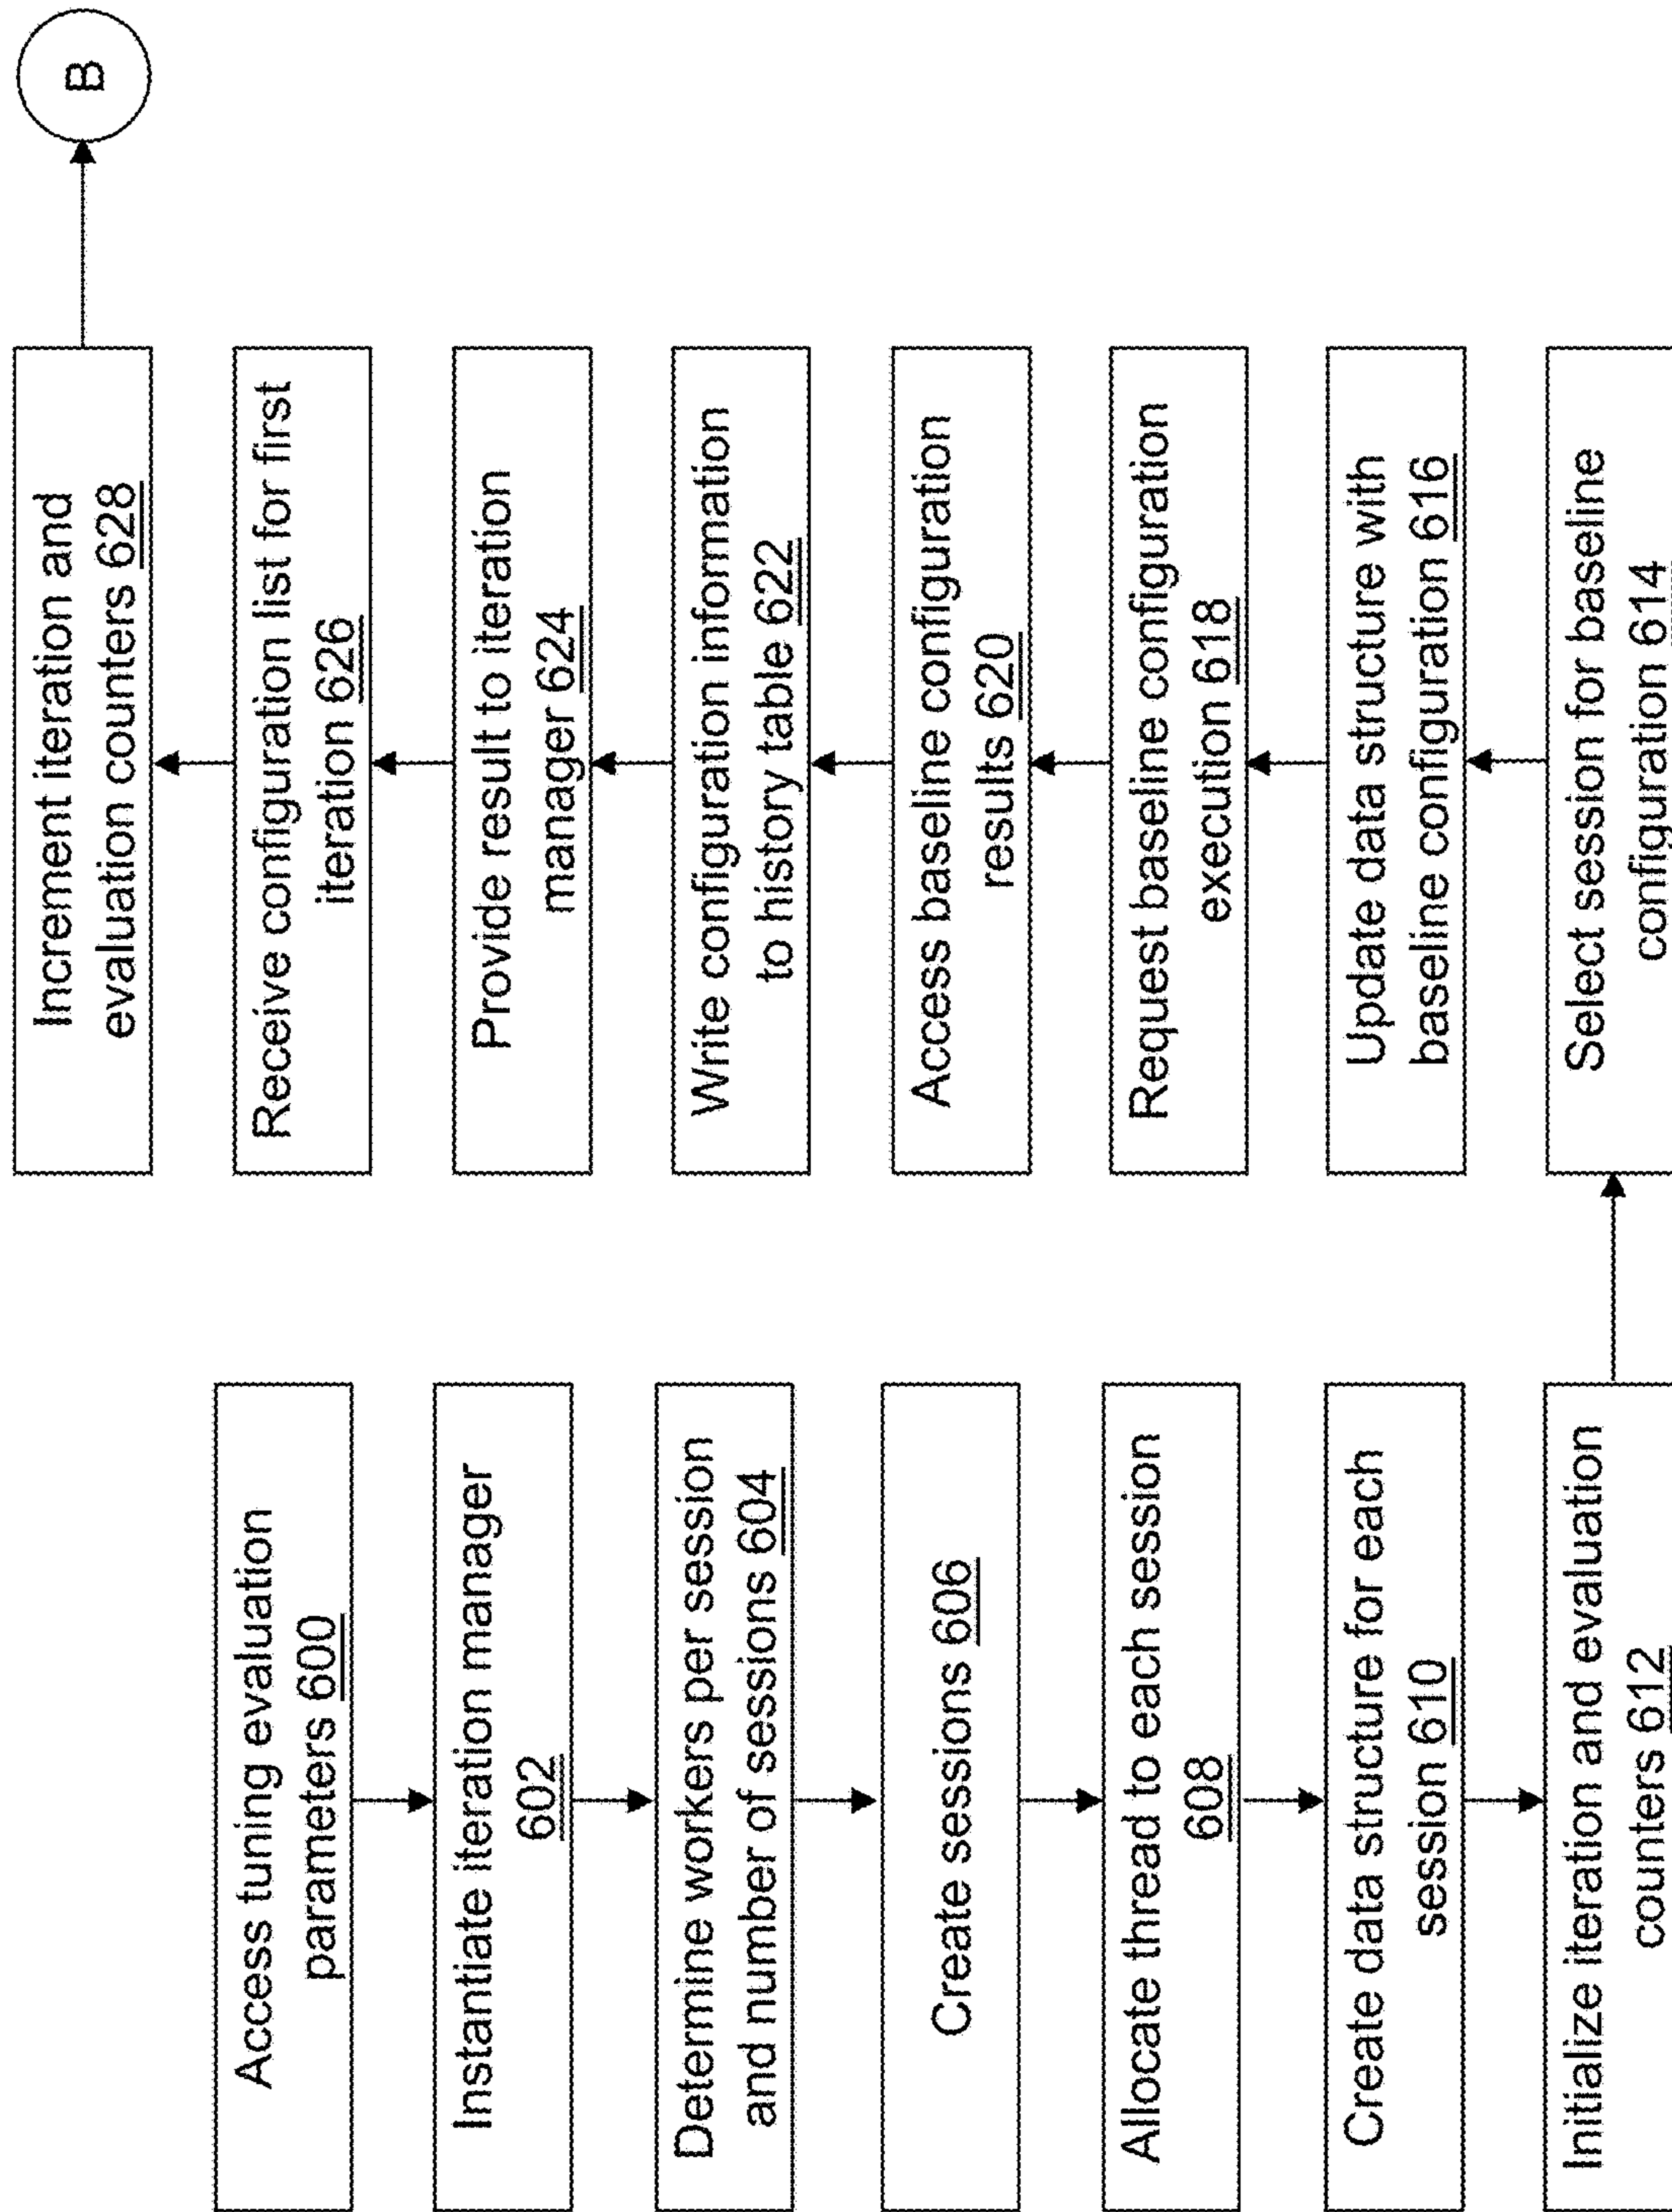 Access tuning evaluation
parameters 600
Instantiate iteration manager
602
Determine workers per session
and number of sessions 604
Create sessions 606
Allocate thread to each session
608
Create data structure for each
session 610
Initialize iteration and evaluation
counters 612
Select session for baseline
configuration 614
Update data structure with
baseline configuration 616
Request baseline configuration
execution 618
Access baseline configuration
results 620
Write configuration information
to history table 622
Provide result to iteration
manager 624
Receive configuration list for first
iteration 626
Increment iteration and
evaluation counters 628
B